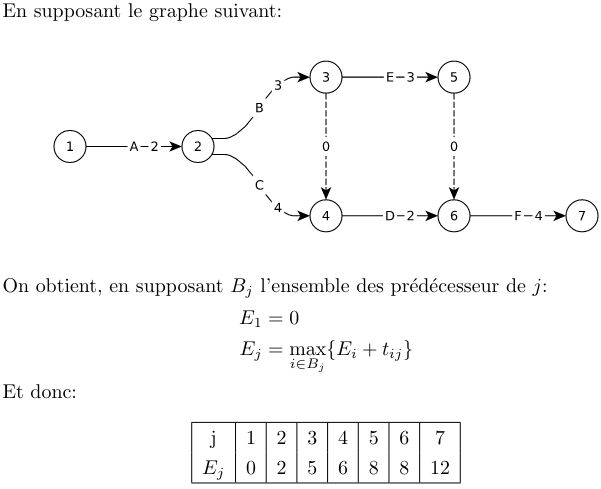 En supposant le graphe suivant:
3 E-3 5
3
B
1 A-2 2 0 0
C
4
4 D-2 6 F-4 7
On obtient, en supposant B_j l'ensemble des prédécesseur de j:
E_1 = 0
E_j = max_{i∈B_j}{E_i + t_{ij}}
Et donc:
j 1 2 3 4 5 6 7
E_j 0 2 5 6 8 8 12